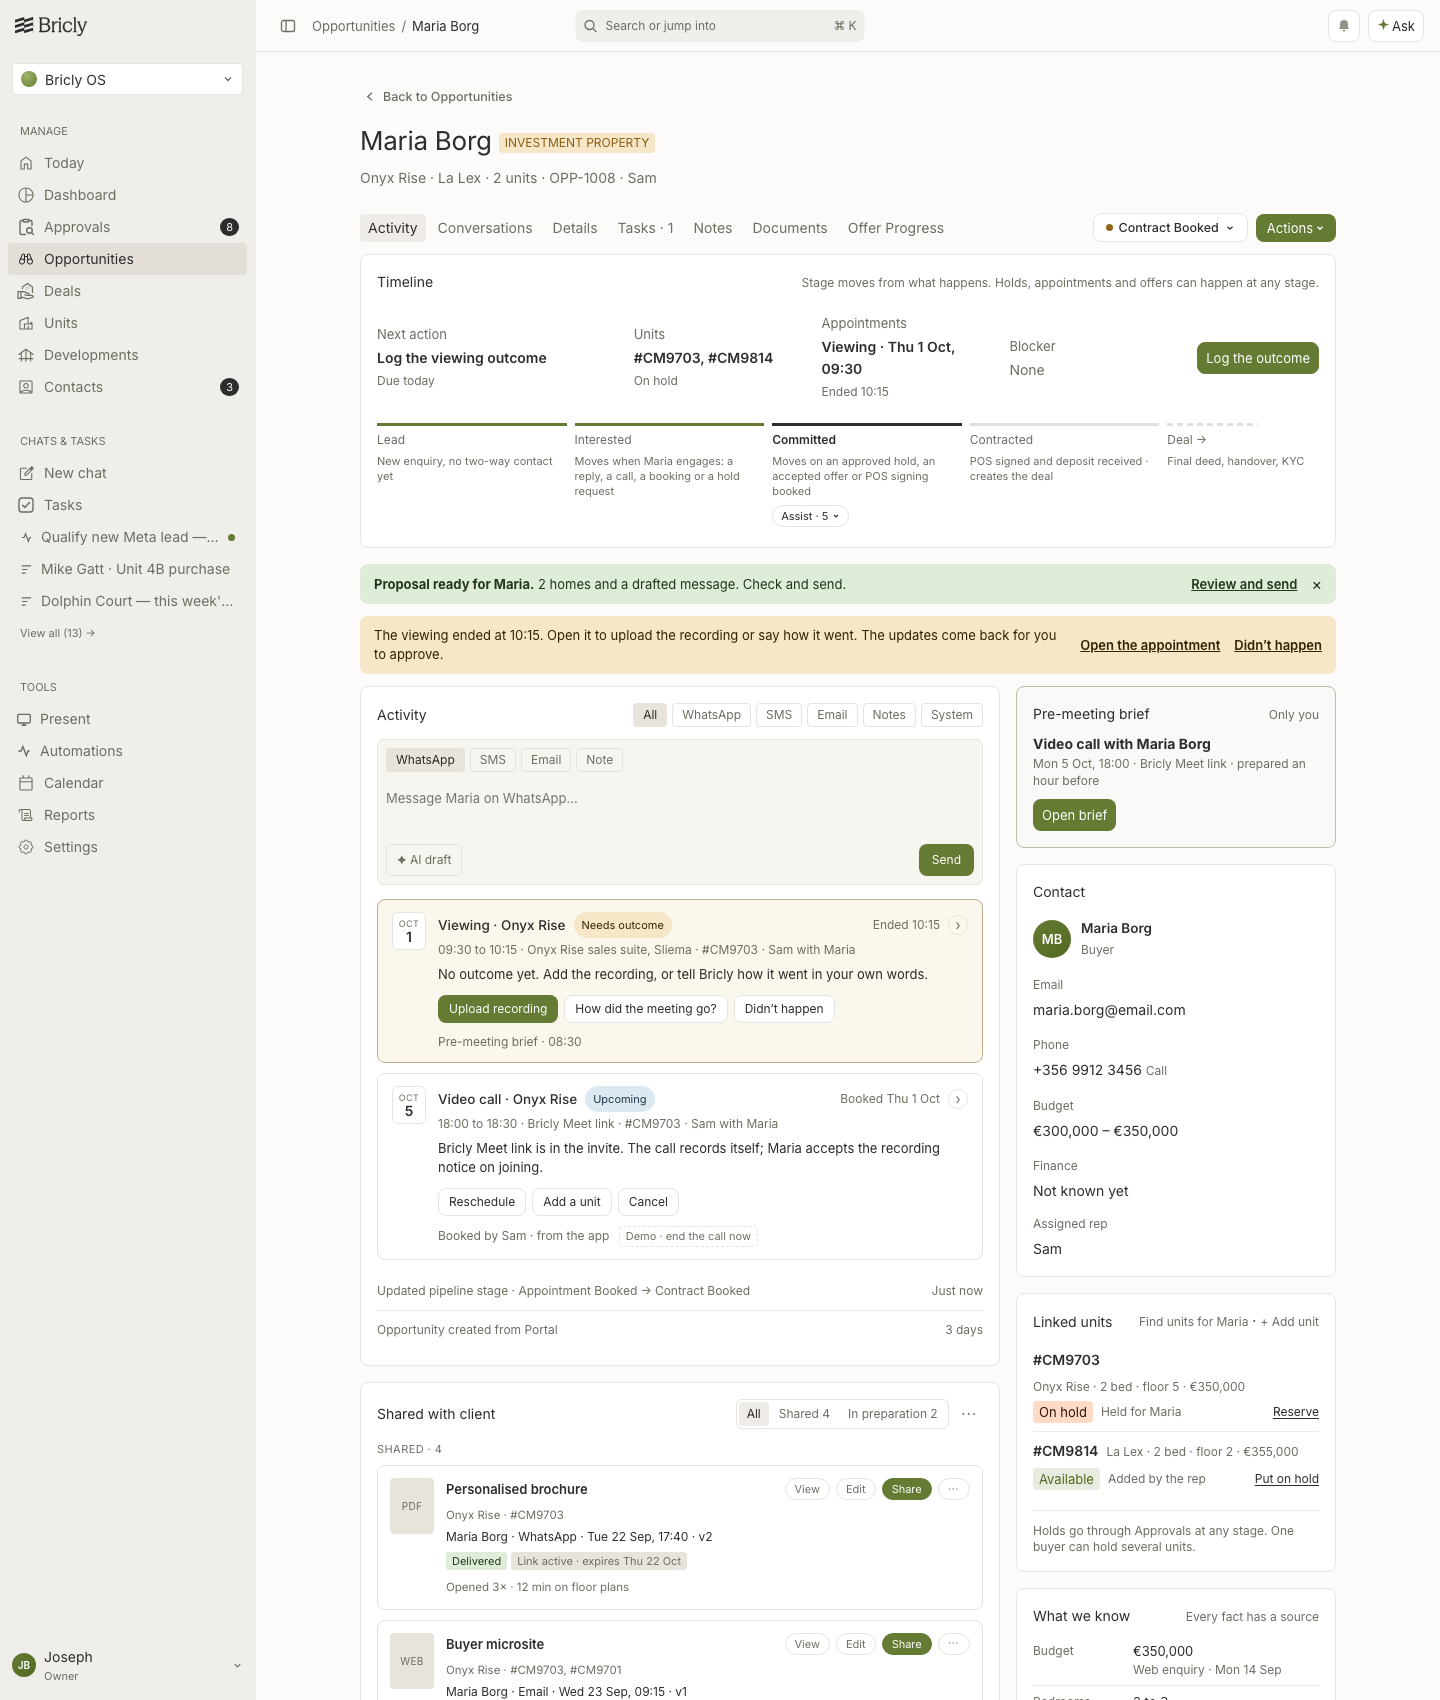 Bricly
Opportunities / Maria Borg
Search or jump into
⌘ K
Ask
Bricly OS
MANAGE
Today
Dashboard
Approvals
8
Opportunities
Deals
Units
Developments
Contacts
3
CHATS & TASKS
New chat
Tasks
Qualify new Meta lead —...
Mike Gatt · Unit 4B purchase
Dolphin Court — this week'...
View all (13) →
TOOLS
Present
Automations
Calendar
Reports
Settings
JB
Joseph
Owner
Back to Opportunities
Maria Borg INVESTMENT PROPERTY
Onyx Rise · La Lex · 2 units · OPP-1008 · Sam
Activity
Conversations
Details
Tasks · 1
Notes
Documents
Offer Progress
Contract Booked
Actions
Timeline
Stage moves from what happens. Holds, appointments and offers can happen at any stage.
Next action
Log the viewing outcome
Due today
Units
#CM9703, #CM9814
On hold
Appointments
Viewing · Thu 1 Oct,
09:30
Ended 10:15
Blocker
None
Log the outcome
Lead
New enquiry, no two-way contact
yet
Interested
Moves when Maria engages: a
reply, a call, a booking or a hold
request
Committed
Moves on an approved hold, an
accepted offer or POS signing
booked
Assist · 5
Contracted
POS signed and deposit received ·
creates the deal
Deal →
Final deed, handover, KYC
Proposal ready for Maria. 2 homes and a drafted message. Check and send.
Review and send
×
The viewing ended at 10:15. Open it to upload the recording or say how it went. The updates come back for you
to approve.
Open the appointment
Didn't happen
Activity
All
WhatsApp
SMS
Email
Notes
System
WhatsApp
SMS
Email
Note
Message Maria on WhatsApp...
AI draft
Send
OCT
1
Viewing · Onyx Rise
Needs outcome
Ended 10:15
09:30 to 10:15 · Onyx Rise sales suite, Sliema · #CM9703 · Sam with Maria
No outcome yet. Add the recording, or tell Bricly how it went in your own words.
Upload recording
How did the meeting go?
Didn't happen
Pre-meeting brief · 08:30
OCT
5
Video call · Onyx Rise
Upcoming
Booked Thu 1 Oct
18:00 to 18:30 · Bricly Meet link · #CM9703 · Sam with Maria
Bricly Meet link is in the invite. The call records itself; Maria accepts the recording
notice on joining.
Reschedule
Add a unit
Cancel
Booked by Sam · from the app
Demo · end the call now
Updated pipeline stage · Appointment Booked → Contract Booked
Just now
Opportunity created from Portal
3 days
Shared with client
All
Shared 4
In preparation 2
···
SHARED · 4
PDF
Personalised brochure
View
Edit
Share
···
Onyx Rise · #CM9703
Maria Borg · WhatsApp · Tue 22 Sep, 17:40 · v2
Delivered
Link active · expires Thu 22 Oct
Opened 3× · 12 min on floor plans
WEB
Buyer microsite
View
Edit
Share
···
Onyx Rise · #CM9703, #CM9701
Maria Borg · Email · Wed 23 Sep, 09:15 · v1
Pre-meeting brief
Only you
Video call with Maria Borg
Mon 5 Oct, 18:00 · Bricly Meet link · prepared an
hour before
Open brief
Contact
MB
Maria Borg
Buyer
Email
maria.borg@email.com
Phone
+356 9912 3456 Call
Budget
€300,000 – €350,000
Finance
Not known yet
Assigned rep
Sam
Linked units
Find units for Maria · + Add unit
#CM9703
Onyx Rise · 2 bed · floor 5 · €350,000
On hold
Held for Maria
Reserve
#CM9814 La Lex · 2 bed · floor 2 · €355,000
Available
Added by the rep
Put on hold
Holds go through Approvals at any stage. One
buyer can hold several units.
What we know
Every fact has a source
Budget
€350,000
Web enquiry · Mon 14 Sep